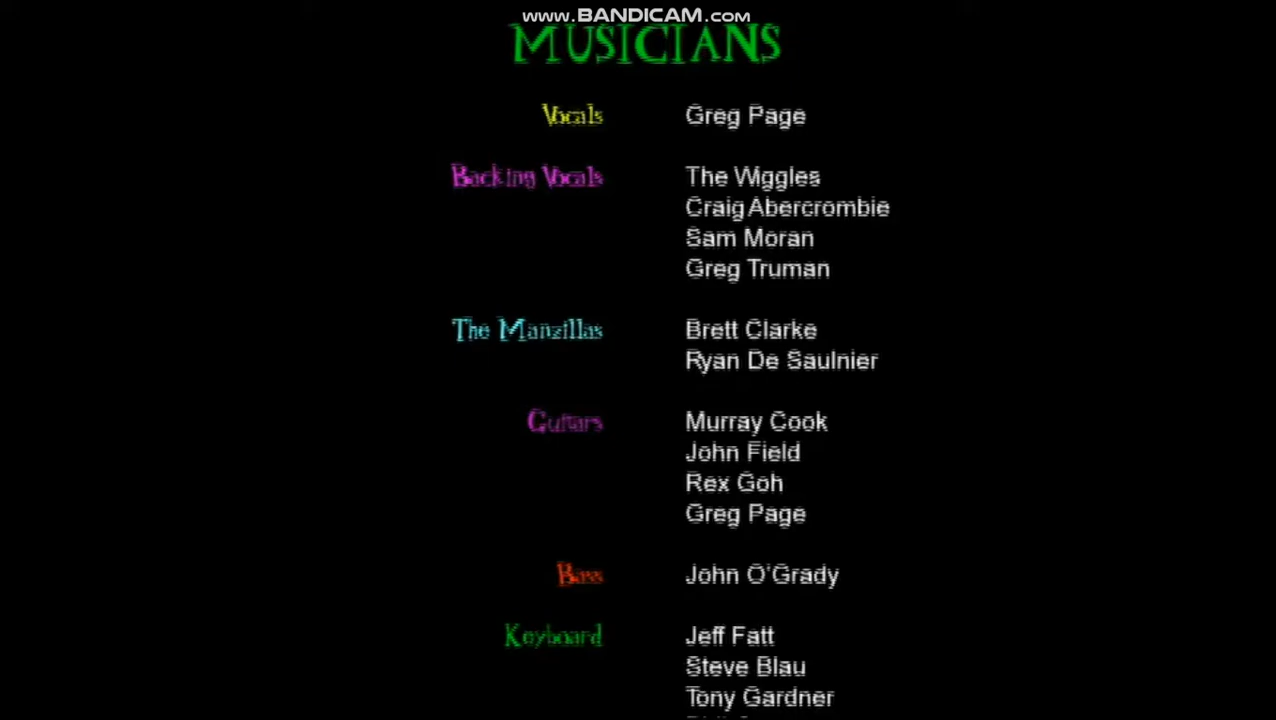 www.BANDICAM.com
MUSICIANS
Vocals Greg Page
Backing Vocals The Wiggles
Craig Abercrombie
Sam Moran
Greg Truman
The Manzillas Brett Clarke
Ryan De Saulnier
Guitars Murray Cook
John Field
Rex Goh
Greg Page
Bass John O'Grady
Keyboard Jeff Fatt
Steve Blau
Tony Gardner